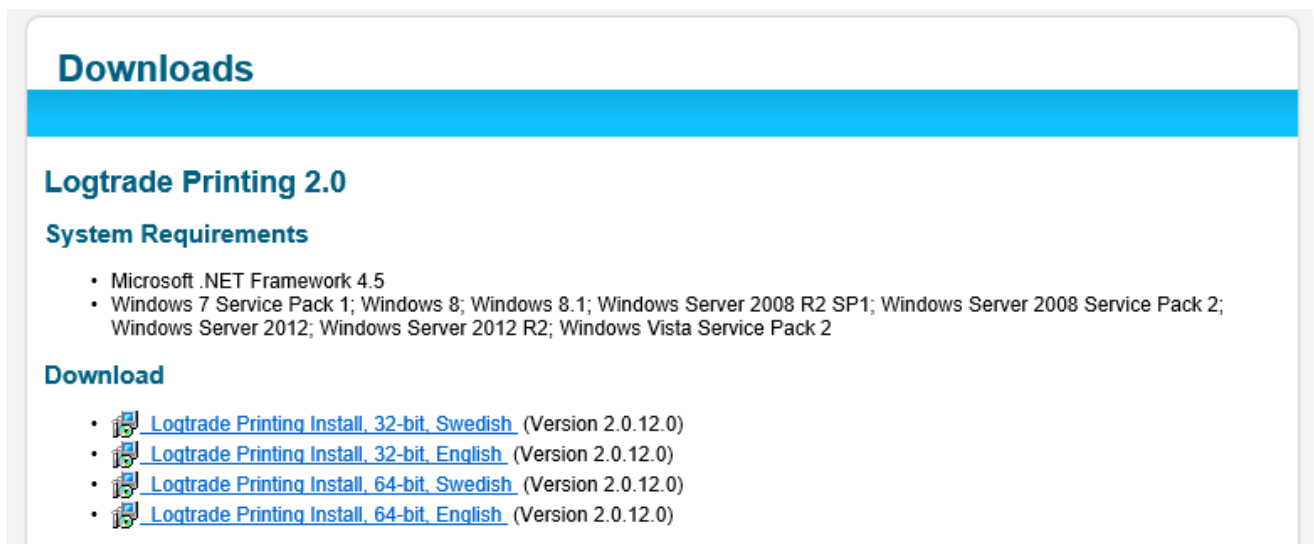 Downloads
Logtrade Printing 2.0
System Requirements
• Microsoft .NET Framework 4.5
• Windows 7 Service Pack 1; Windows 8; Windows 8.1; Windows Server 2008 R2 SP1; Windows Server 2008 Service Pack 2;
Windows Server 2012; Windows Server 2012 R2; Windows Vista Service Pack 2
Download
• Logtrade Printing Install, 32-bit, Swedish (Version 2.0.12.0)
• Logtrade Printing Install, 32-bit, English (Version 2.0.12.0)
• Logtrade Printing Install, 64-bit, Swedish (Version 2.0.12.0)
• Logtrade Printing Install, 64-bit, English (Version 2.0.12.0)